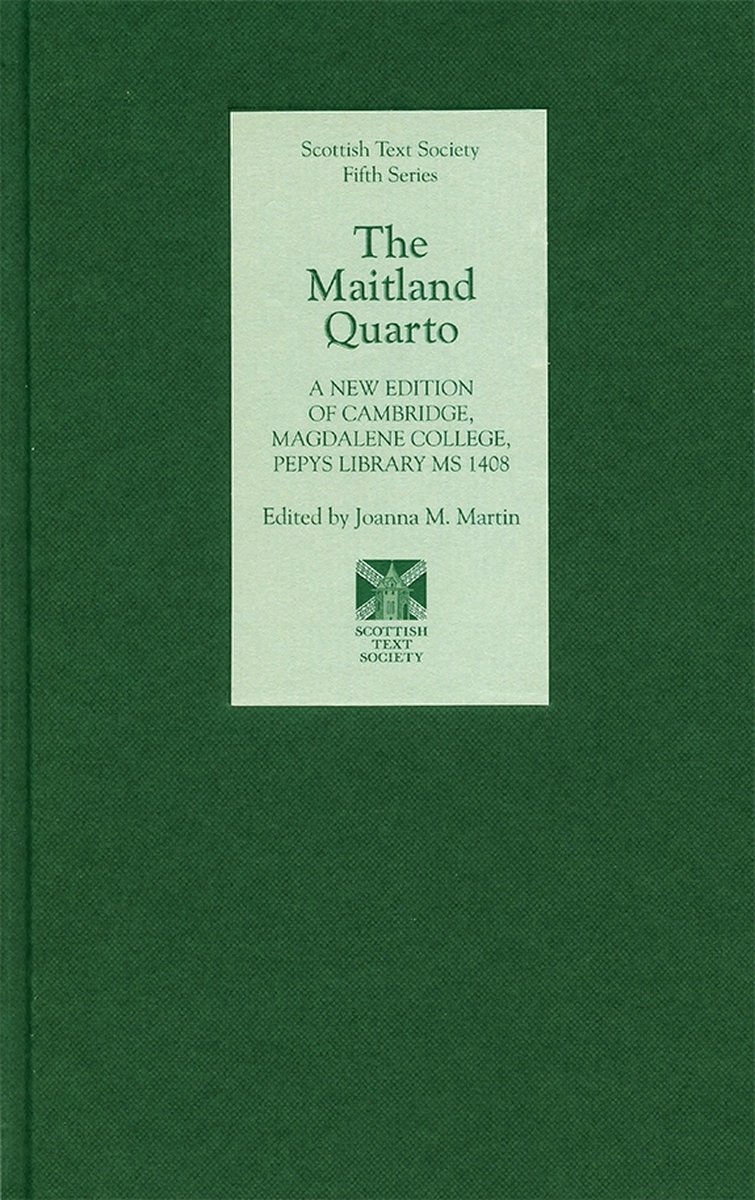 Scottish Text Society
Fifth Series
The
Maitland
Quarto
A NEW EDITION
OF CAMBRIDGE,
MAGDALENE COLLEGE,
PEPYS LIBRARY MS 1408
Edited by Joanna M. Martin
SCOTTISH
TEXT
SOCIETY